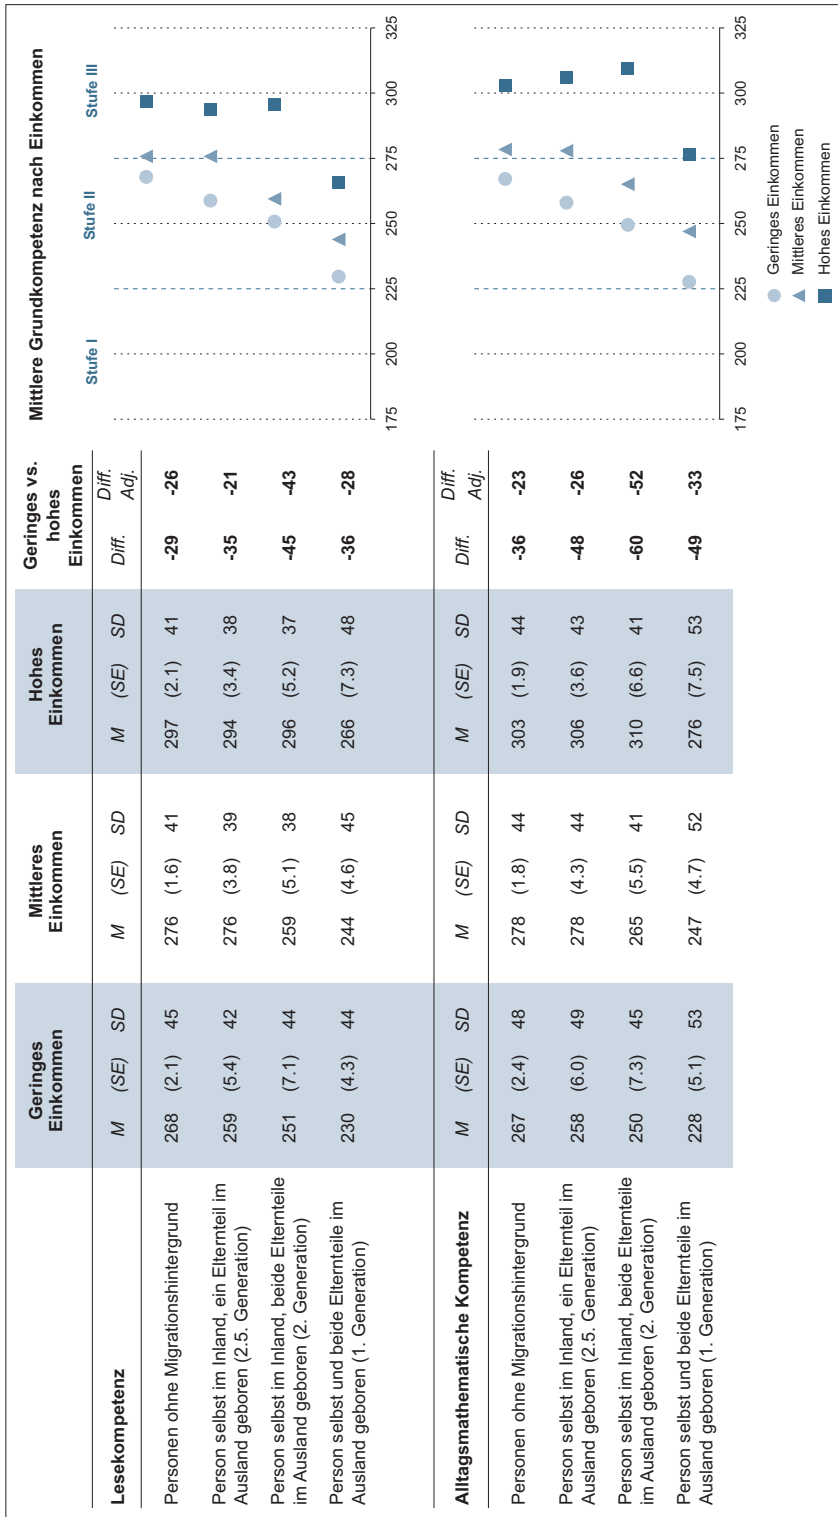 Geringes Einkommen Mittleres Einkommen Hohes Einkommen Geringes vs. hohes Einkommen Mittlere Grundkompetenz nach Einkommen
Lesekompetenz M (SE) SD M (SE) SD M (SE) SD Diff. Diff. Adj. Stufe I Stufe II Stufe III
Personen ohne Migrationshintergrund 268 (2.1) 45 276 (1.6) 41 297 (2.1) 41 -29 -26
Person selbst im Inland, ein Elternteil im
Ausland geboren (2.5. Generation) 259 (5.4) 42 276 (3.8) 39 294 (3.4) 38 -35 -21
Person selbst im Inland, beide Elternteile
im Ausland geboren (2. Generation) 251 (7.1) 44 259 (5.1) 38 296 (5.2) 37 -45 -43
Person selbst und beide Elternteile im
Ausland geboren (1. Generation) 230 (4.3) 44 244 (4.6) 45 266 (7.3) 48 -36 -28
175 200 225 250 275 300 325
Alltagsmathematische Kompetenz M (SE) SD M (SE) SD M (SE) SD Diff. Diff. Adj.
Personen ohne Migrationshintergrund 267 (2.4) 48 278 (1.8) 44 303 (1.9) 44 -36 -23
Person selbst im Inland, ein Elternteil im
Ausland geboren (2.5. Generation) 258 (6.0) 49 278 (4.3) 44 306 (3.6) 43 -48 -26
Person selbst im Inland, beide Elternteile
im Ausland geboren (2. Generation) 250 (7.3) 45 265 (5.5) 41 310 (6.6) 41 -60 -52
Person selbst und beide Elternteile im
Ausland geboren (1. Generation) 228 (5.1) 53 247 (4.7) 52 276 (7.5) 53 -49 -33
175 200 225 250 275 300 325
Geringes Einkommen
Mittleres Einkommen
Hohes Einkommen